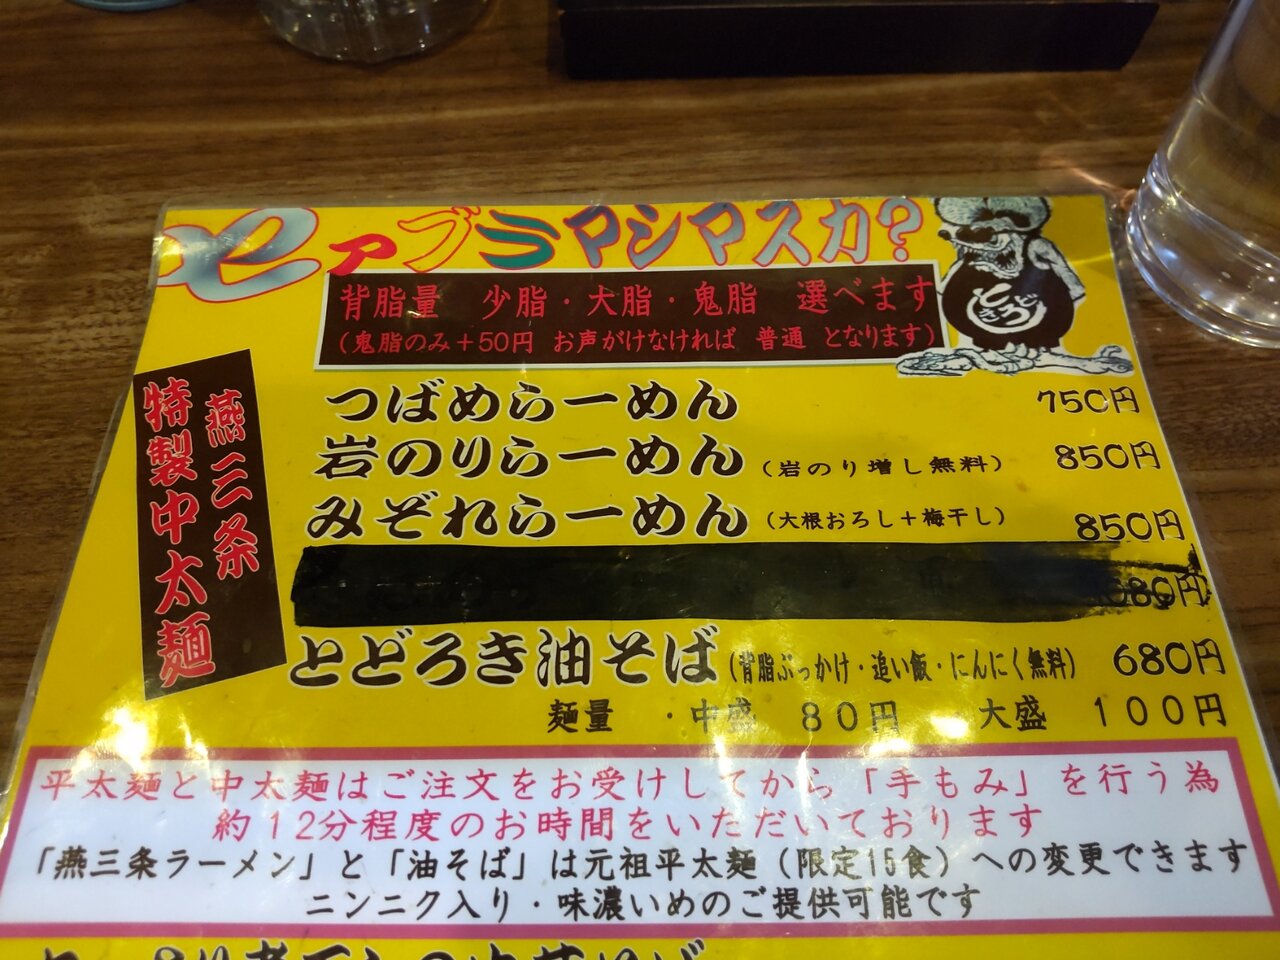 アブラマシマスカ?
背脂量 少脂・大脂・鬼脂 選べます
(鬼脂のみ+50円 お声がけなければ 普通 となります)
とどろき
燕三条
特製中太麺
つばめらーめん 750円
岩のりらーめん (岩のり増し無料) 850円
みぞれらーめん (大根おろし+梅干し) 850円
680円
とどろき油そば (背脂ぶっかけ・追い飯・にんにく無料) 680円
麺量 ・中盛 80円 大盛 100円
平太麺と中太麺はご注文をお受けしてから「手もみ」を行う為
約12分程度のお時間をいただいております
「燕三条ラーメン」と「油そば」は元祖平太麺(限定15食)への変更できます
ニンニク入り・味濃いめのご提供可能です